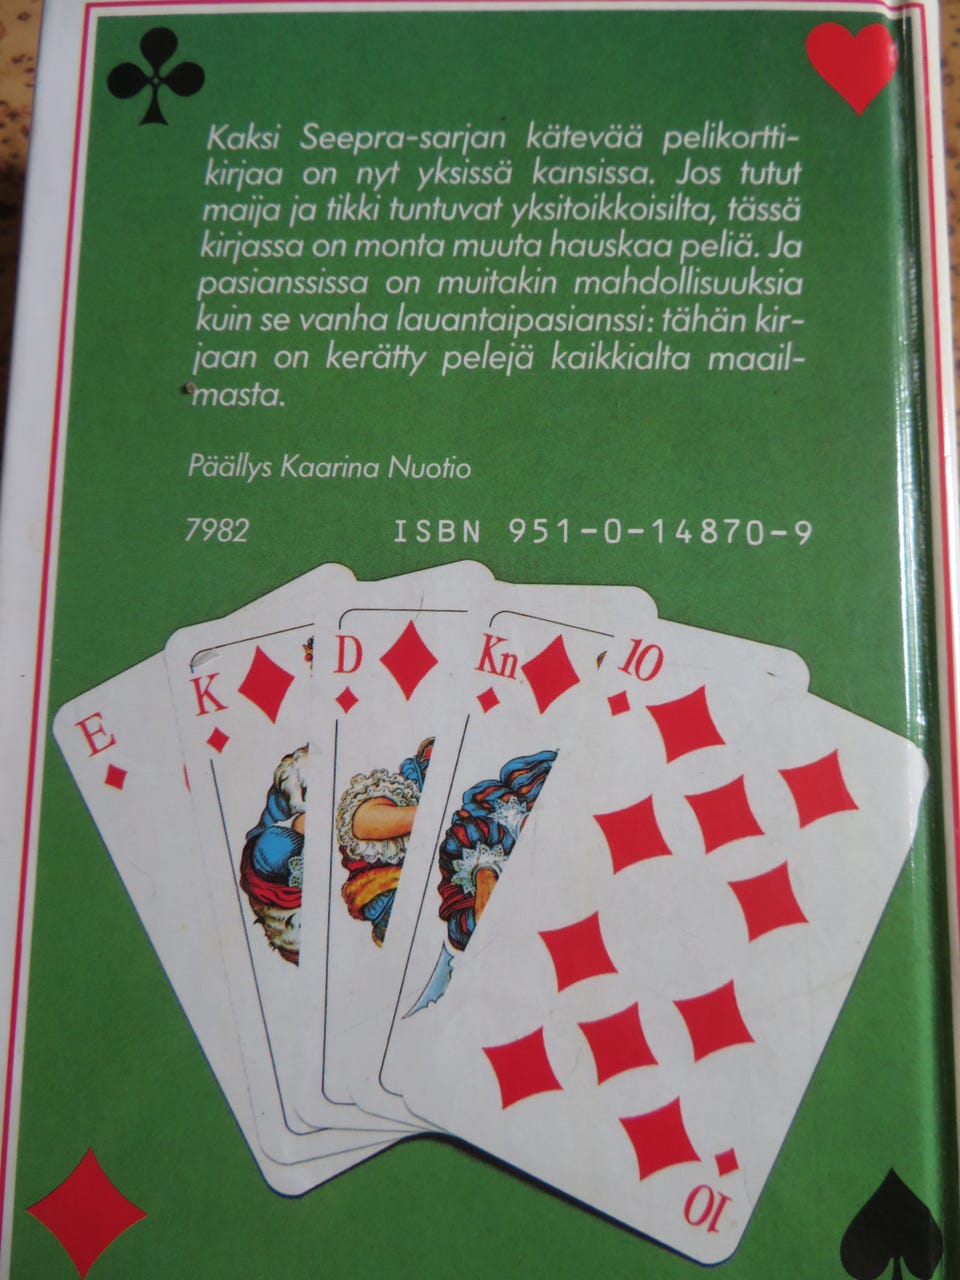 Kaksi Seepra-sarjan kätevää pelikortti-
kirjaa on nyt yksissä kansissa. Jos tutut
maija ja tikki tuntuvat yksitoikkoisilta, tässä
kirjassa on monta muuta hauskaa peliä. Ja
pasianssissa on muitakin mahdollisuuksia
kuin se vanha lauantaipasianssi: tähän kir-
jaan on kerätty pelejä kaikkialta maail-
masta.
Päällys Kaarina Nuotio
7982 ISBN 951-0-14870-9
E
K
D
Kn
10
10